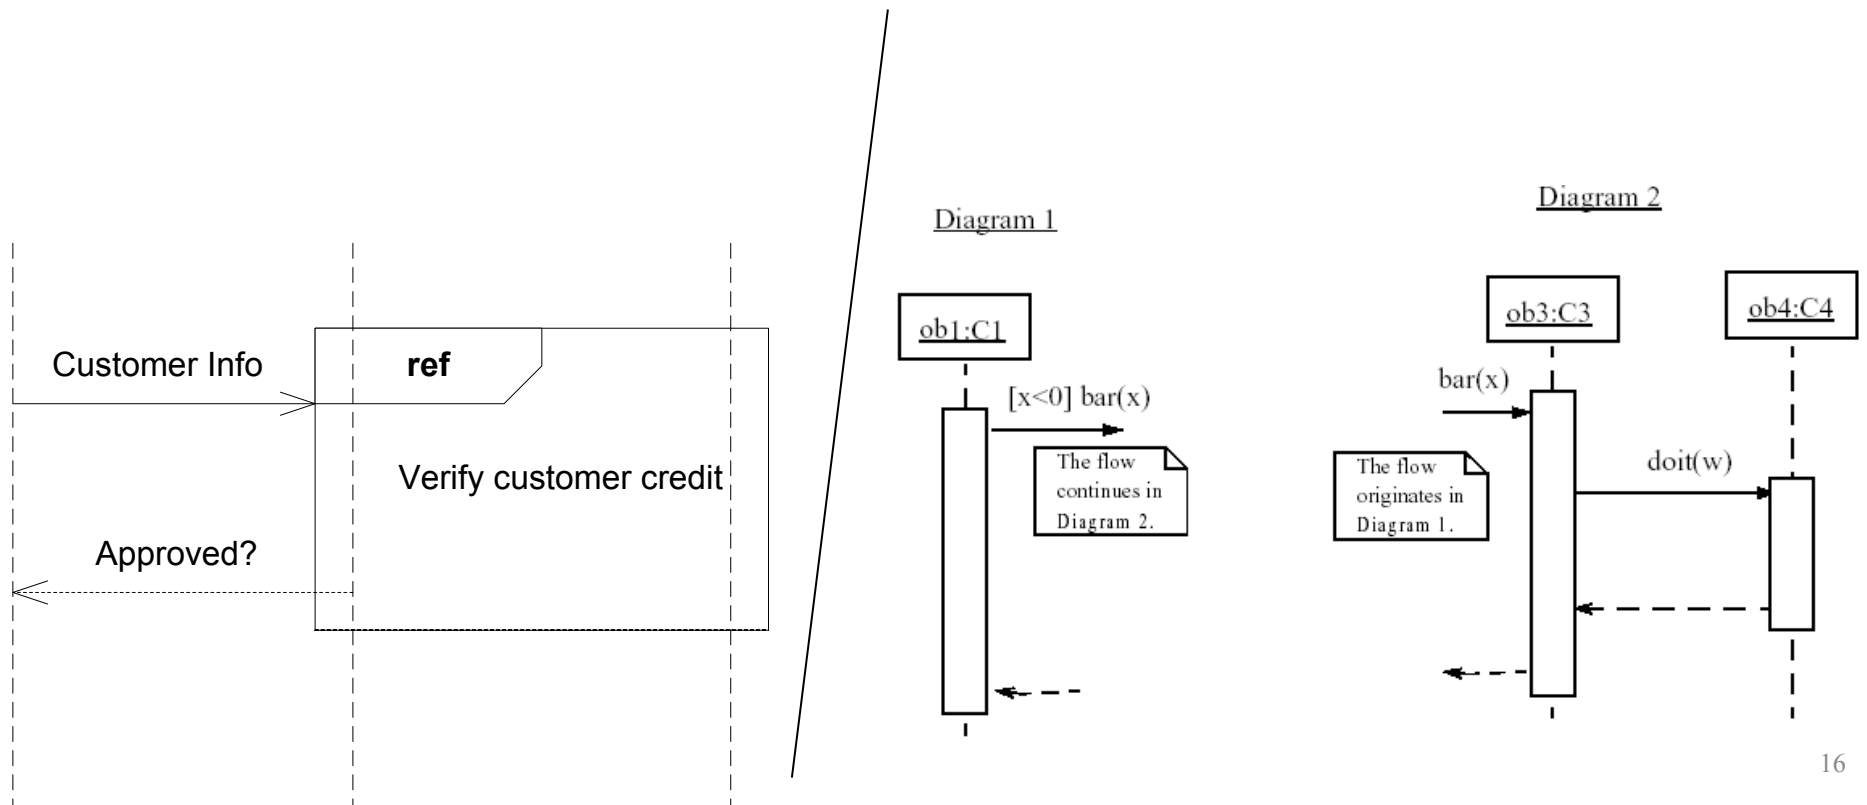 Customer Info
ref
Verify customer credit
Approved?
Diagram 1
ob1:C1
[x<0] bar(x)
The flow
continues in
Diagram 2.
Diagram 2
ob3:C3
ob4:C4
bar(x)
The flow
originates in
Diagram 1.
doit(w)
16